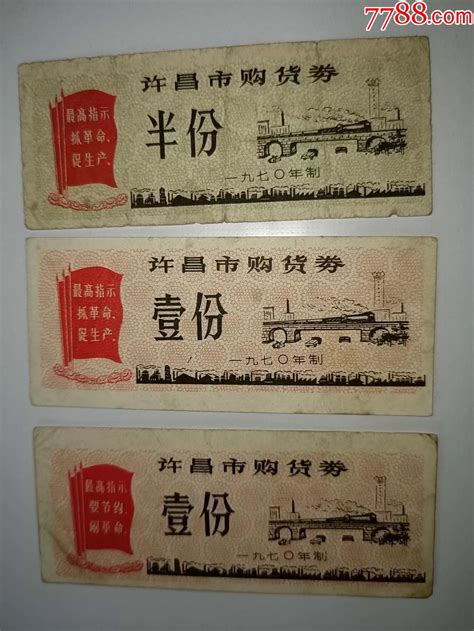 7788.com
许昌市购货券
最高指示
抓革命、
促生产。
半份
一九七〇年制
许昌市购货券
最高指示
抓革命、
促生产。
壹份
一九七〇年制
许昌市购货券
最高指示
要节约
闹革命。
壹份
一九七〇年制